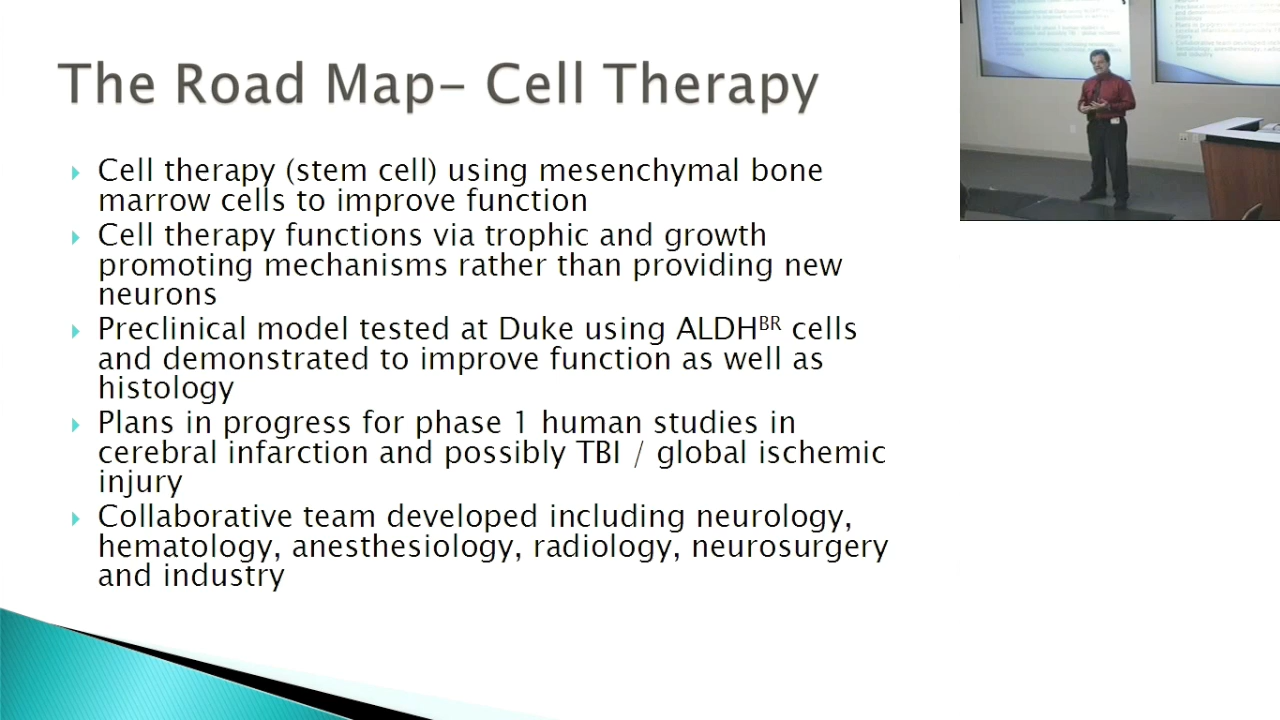 The Road Map- Cell Therapy
Cell therapy (stem cell) using mesenchymal bone
marrow cells to improve function
Cell therapy functions via trophic and growth
promoting mechanisms rather than providing new
neurons
Preclinical model tested at Duke using ALDHᴮᴿ cells
and demonstrated to improve function as well as
histology
Plans in progress for phase 1 human studies in
cerebral infarction and possibly TBI / global ischemic
injury
Collaborative team developed including neurology,
hematology, anesthesiology, radiology, neurosurgery
and industry